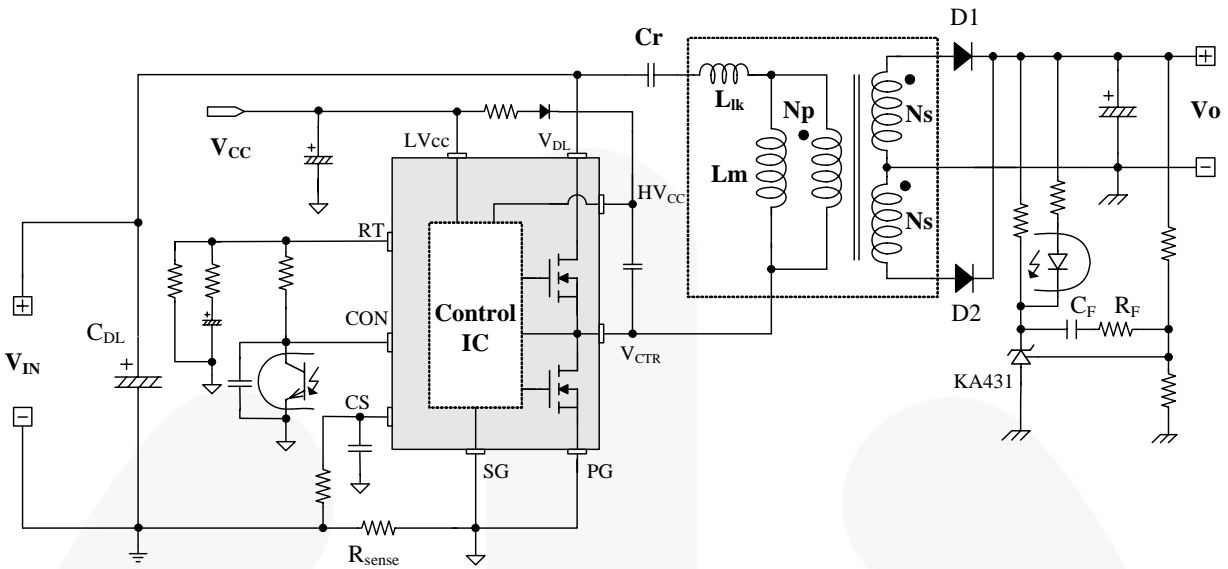 D1
Cr
Llk
Np
Ns
Vo
VCC
LVcc
VDL
HVCC
Lm
Ns
RT
Control
IC
CON
VCTR
D2
CF
RF
KA431
CDL
VIN
CS
SG
PG
Rsense